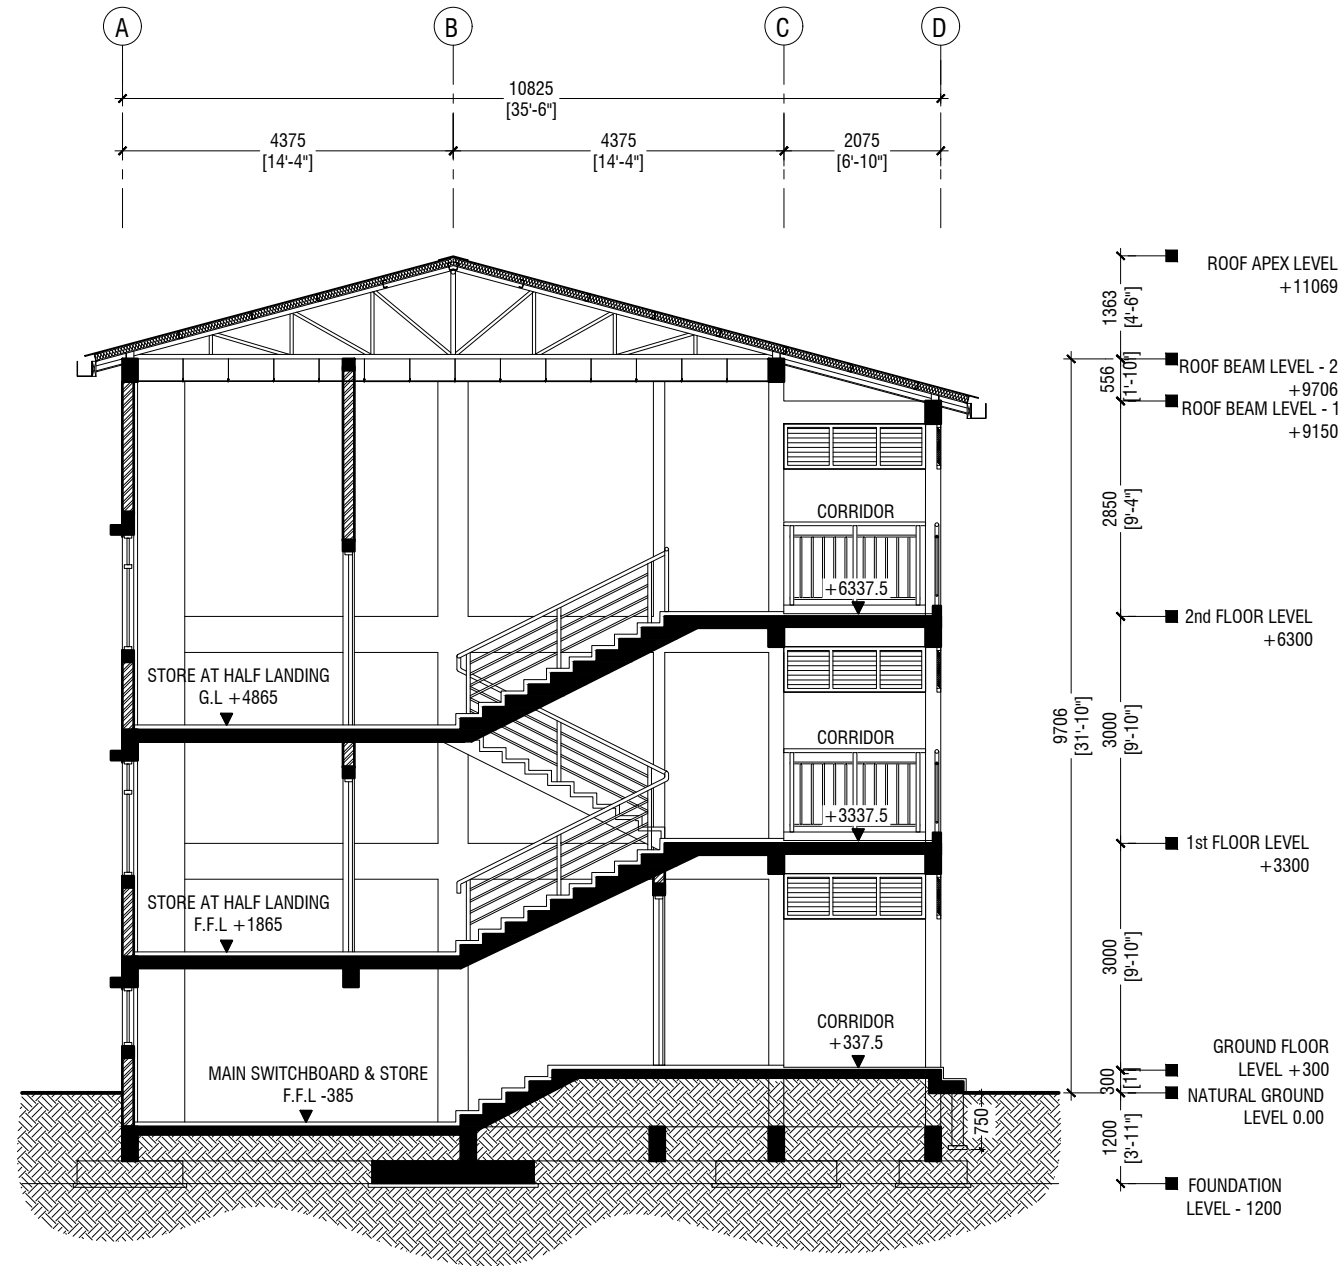 A B C D
10825
[35'-6"]
4375 4375 2075
[14'-4"] [14'-4"] [6'-10"]
ROOF APEX LEVEL
+11069
1363
[4'-6"]
ROOF BEAM LEVEL - 2
+9706
556
[1'-10"]
ROOF BEAM LEVEL - 1
+9150
2850
[9'-4"]
CORRIDOR
+6337.5
2nd FLOOR LEVEL
+6300
STORE AT HALF LANDING
G.L +4865
9706
[31'-10"]
3000
[9'-10"]
CORRIDOR
+3337.5
1st FLOOR LEVEL
+3300
STORE AT HALF LANDING
F.F.L +1865
3000
[9'-10"]
CORRIDOR
+337.5
GROUND FLOOR
LEVEL +300
MAIN SWITCHBOARD & STORE
F.F.L -385
300
[1']
NATURAL GROUND
LEVEL 0.00
750
1200
[3'-11"]
FOUNDATION
LEVEL - 1200